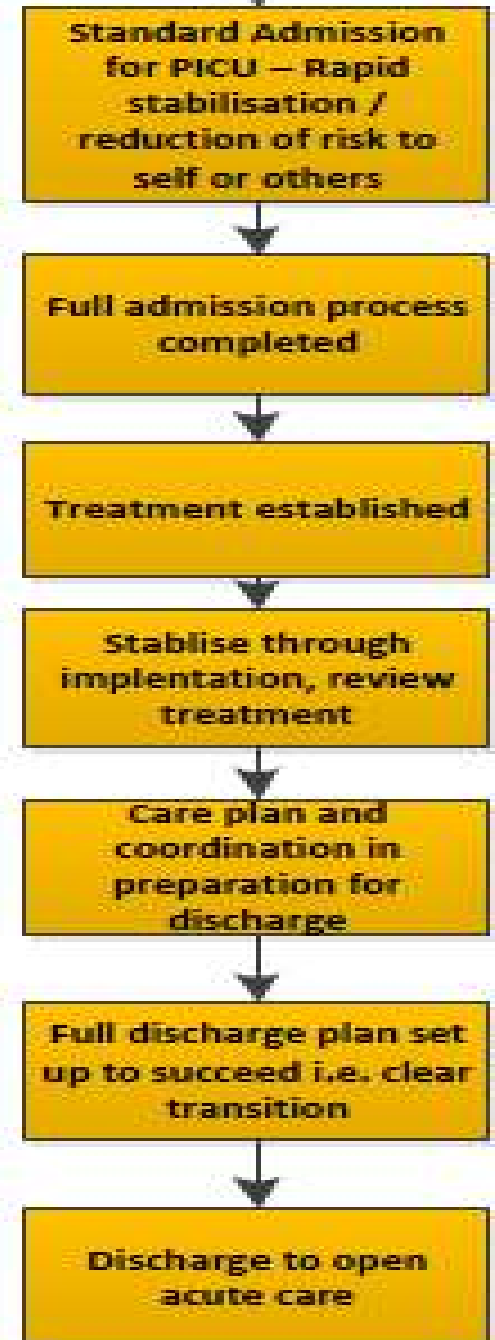 Standard Admission
for PICU – Rapid
stabilisation /
reduction of risk to
self or others
Full admission process
completed
Treatment established
Stablise through
implentation, review
treatment
Care plan and
coordination in
preparation for
discharge
Full discharge plan set
up to succeed i.e. clear
transition
Discharge to open
acute care